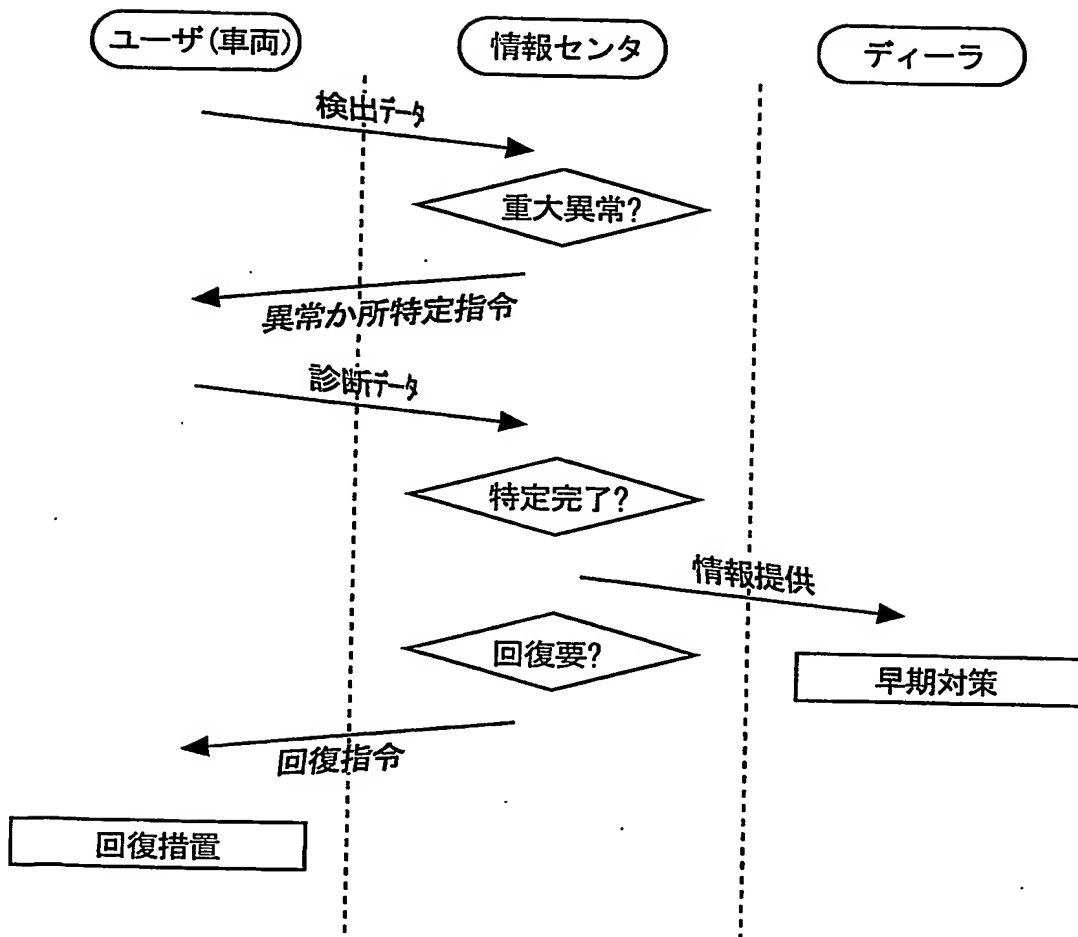 ユーザ(車両)
情報センタ
ディーラ
検出データ
重大異常?
異常か所特定指令
診断データ
特定完了?
情報提供
回復要?
早期対策
回復指令
回復措置